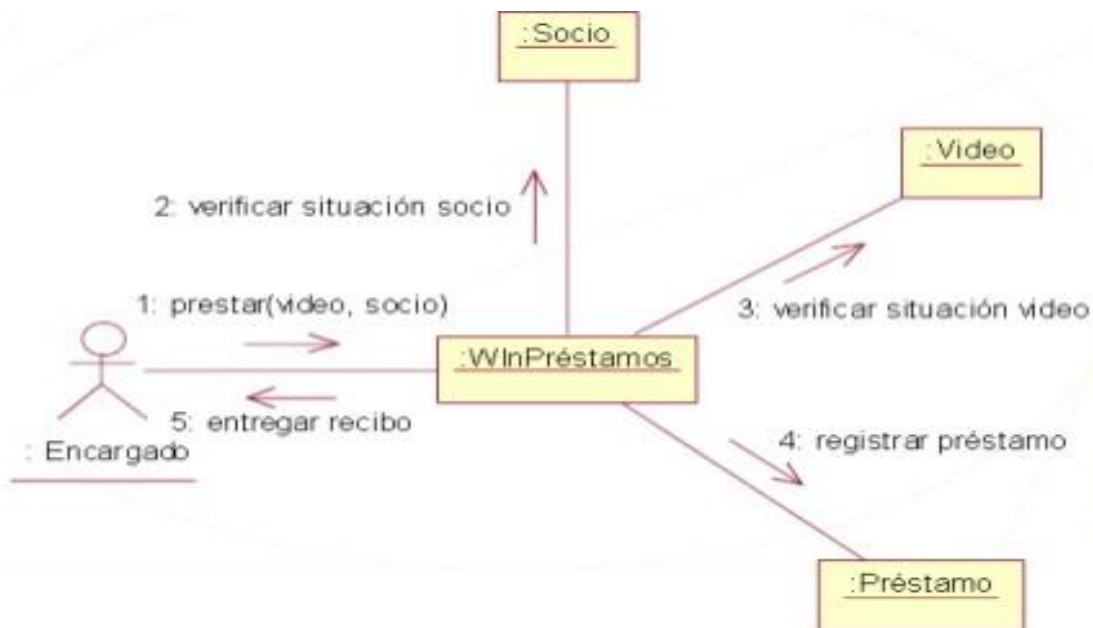 :Socio
:Video
2: verificar situación socio
1: prestar(video, socio)
3: verificar situación video
:WInPréstamos
5: entregar recibo
: Encargado
4: registrar préstamo
:Préstamo